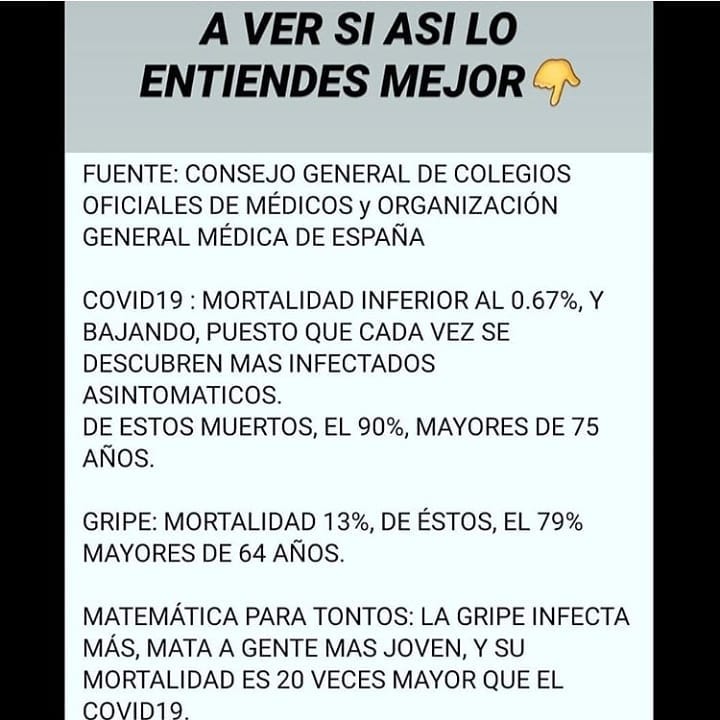 A VER SI ASI LO
ENTIENDES MEJOR👇
FUENTE: CONSEJO GENERAL DE COLEGIOS
OFICIALES DE MÉDICOS y ORGANIZACIÓN
GENERAL MÉDICA DE ESPAÑA
COVID19 : MORTALIDAD INFERIOR AL 0.67%, Y
BAJANDO, PUESTO QUE CADA VEZ SE
DESCUBREN MAS INFECTADOS
ASINTOMATICOS.
DE ESTOS MUERTOS, EL 90%, MAYORES DE 75
AÑOS.
GRIPE: MORTALIDAD 13%, DE ÉSTOS, EL 79%
MAYORES DE 64 AÑOS.
MATEMÁTICA PARA TONTOS: LA GRIPE INFECTA
MÁS, MATA A GENTE MAS JOVEN, Y SU
MORTALIDAD ES 20 VECES MAYOR QUE EL
COVID19.